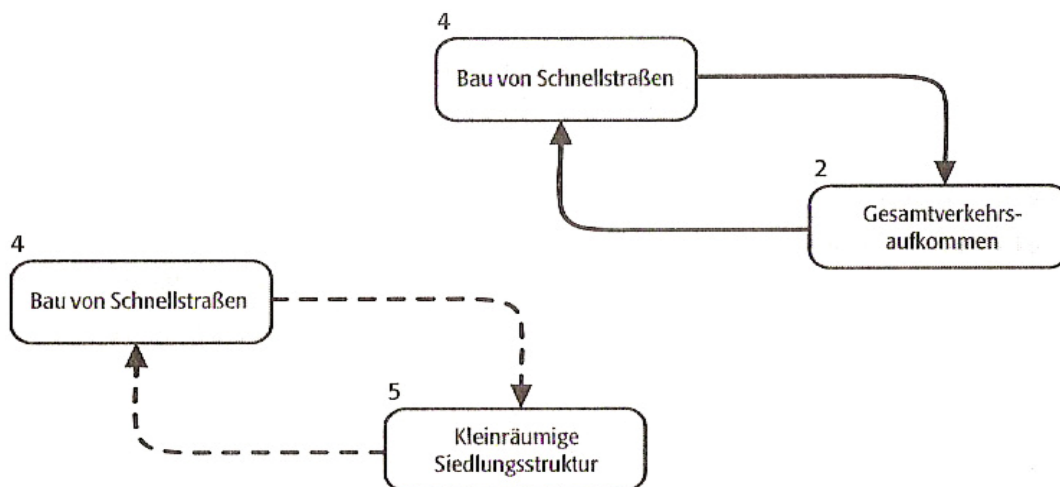 4
Bau von Schnellstraßen
2
Gesamtverkehrs-
aufkommen
4
Bau von Schnellstraßen
5
Kleinräumige
Siedlungsstruktur